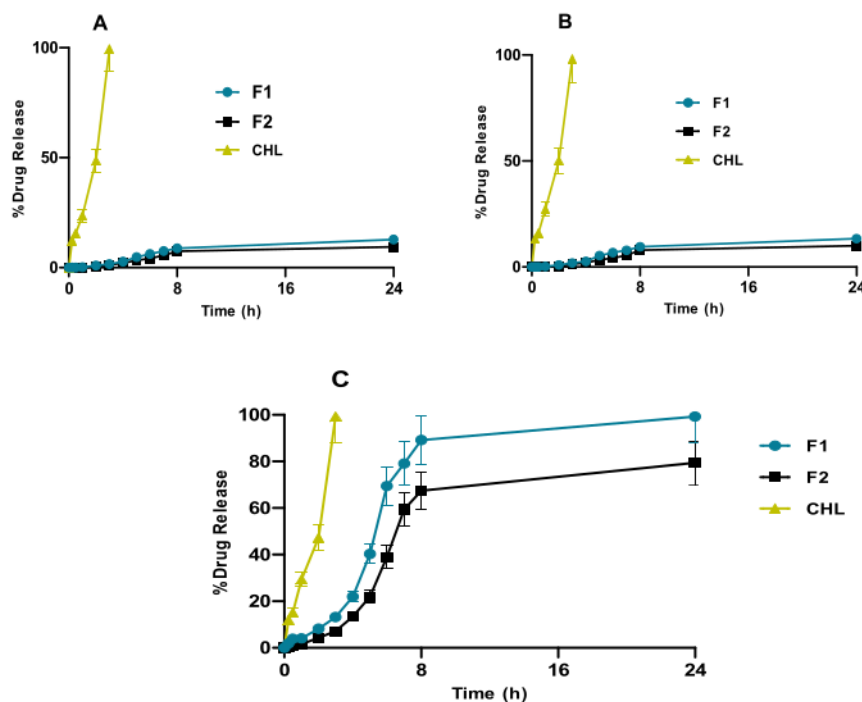 A
%Drug Release
100
50
0
0
8
16
24
Time (h)
F1
F2
CHL
B
%Drug Release
100
50
0
0
8
16
24
Time (h)
F1
F2
CHL
C
%Drug Release
100
80
60
40
20
0
0
8
16
24
Time (h)
F1
F2
CHL